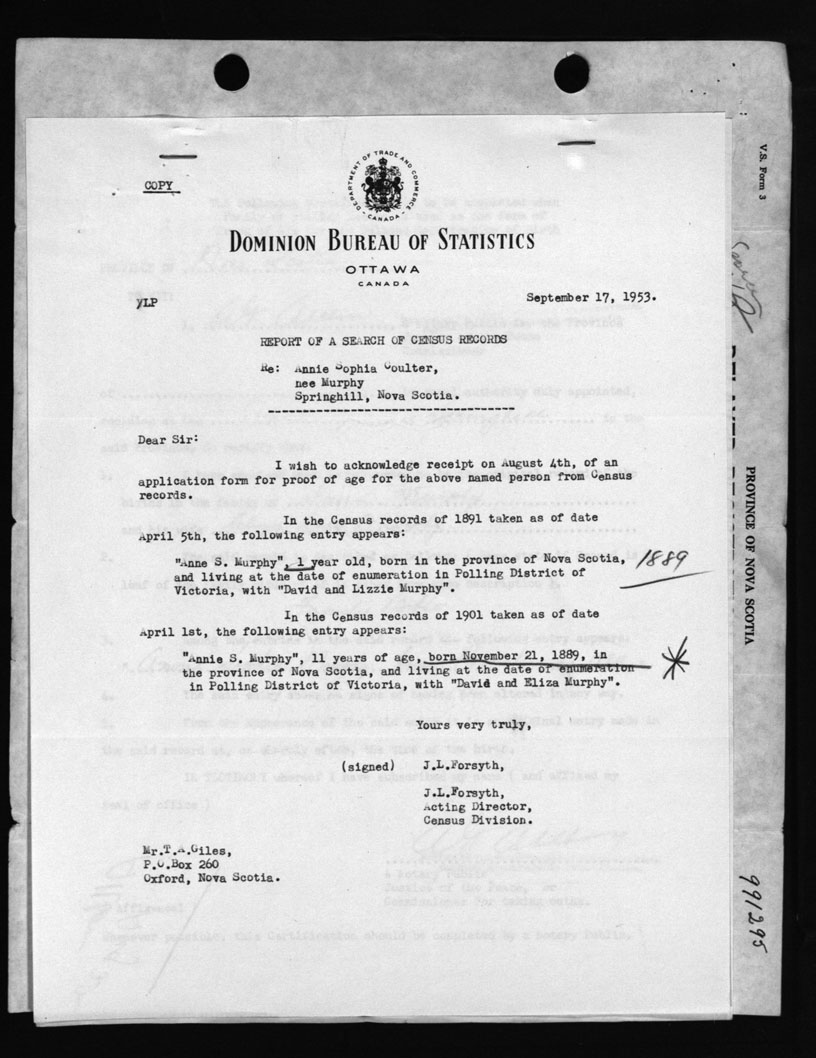 COPY
DEPARTMENT OF TRADE AND COMMERCE
CANADA
DOMINION BUREAU OF STATISTICS
OTTAWA
CANADA
yLP
September 17, 1953.
REPORT OF A SEARCH OF CENSUS RECORDS
Re: Annie Sophia Coulter,
nee Murphy
Springhill, Nova Scotia.
Dear Sir:
I wish to acknowledge receipt on August 4th, of an
application form for proof of age for the above named person from Census
records.
In the Census records of 1891 taken as of date
April 5th, the following entry appears:
"Anne S. Murphy", 1 year old, born in the province of Nova Scotia, 1889
and living at the date of enumeration in Polling District of
Victoria, with "David and Lizzie Murphy".
In the Census records of 1901 taken as of date
April 1st, the following entry appears:
"Annie S. Murphy", 11 years of age, born November 21, 1889, in
the province of Nova Scotia, and living at the date of enumeration
in Polling District of Victoria, with "David and Eliza Murphy".
Yours very truly,
(signed) J.L.Forsyth,
J.L.Forsyth,
Acting Director,
Census Division.
Mr.T.A.Giles,
P.O.Box 260
Oxford, Nova Scotia.
V.S. Form 3
PROVINCE OF NOVA SCOTIA
991295